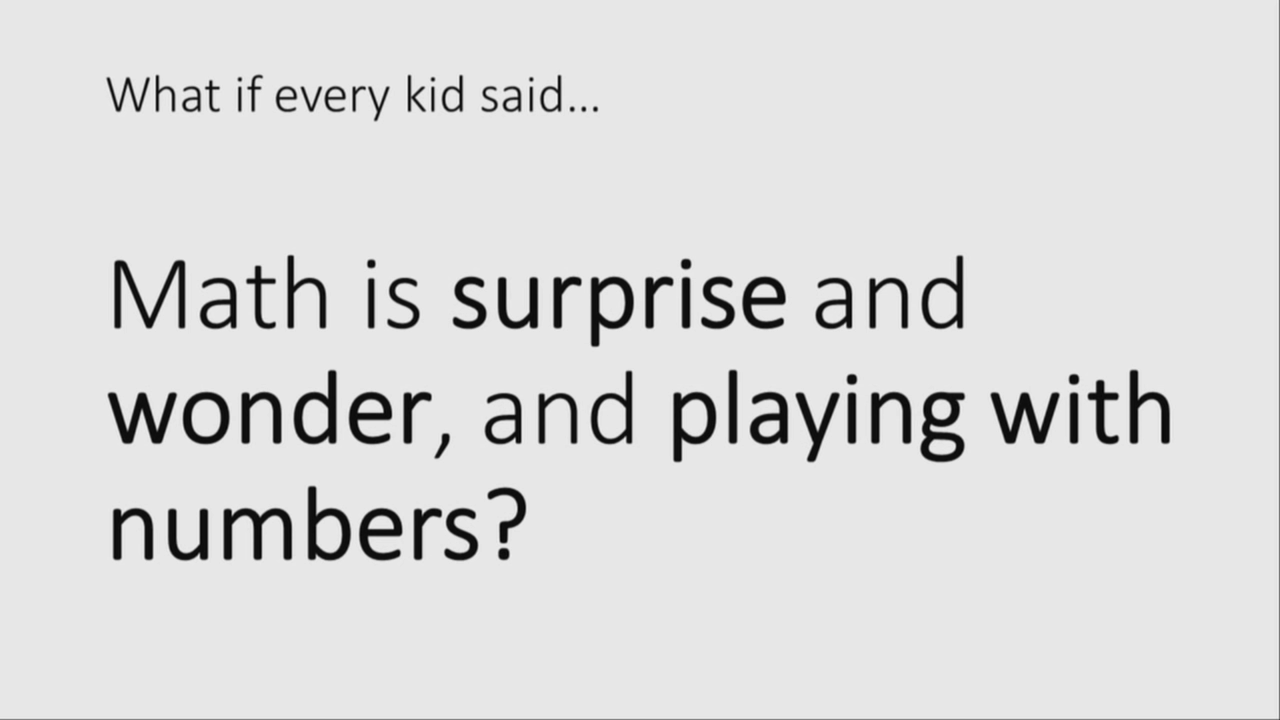 What if every kid said...
Math is surprise and
wonder, and playing with
numbers?